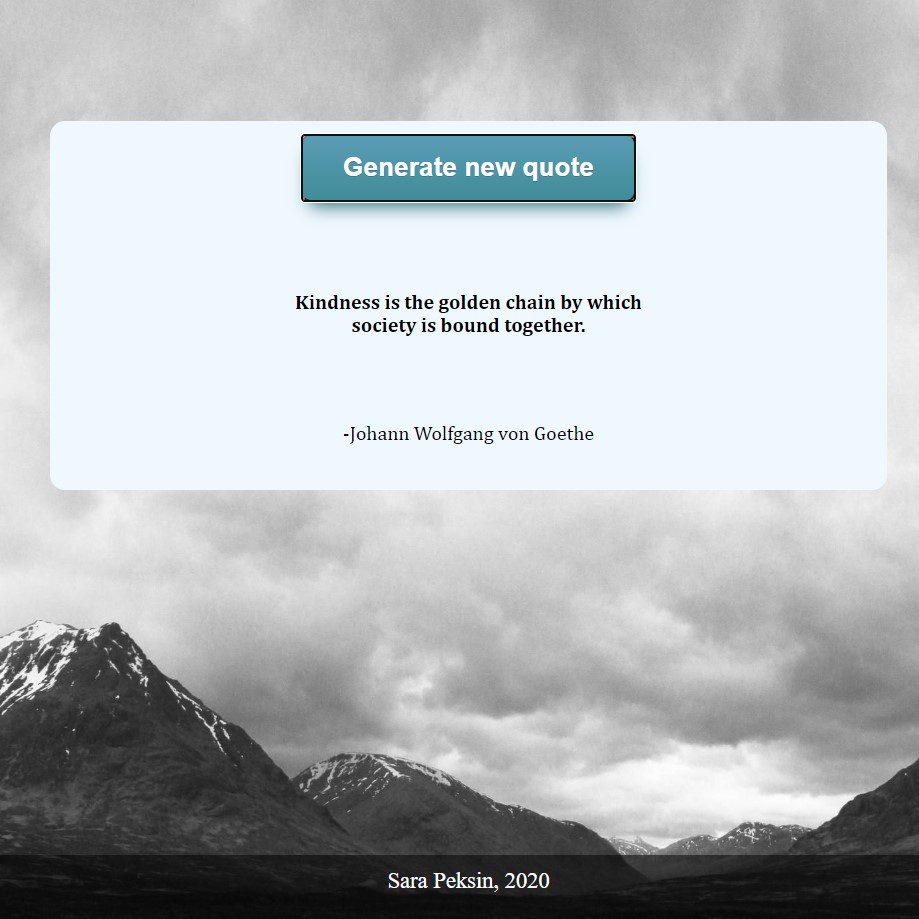 Generate new quote
Kindness is the golden chain by which
society is bound together.
-Johann Wolfgang von Goethe
Sara Peksin, 2020